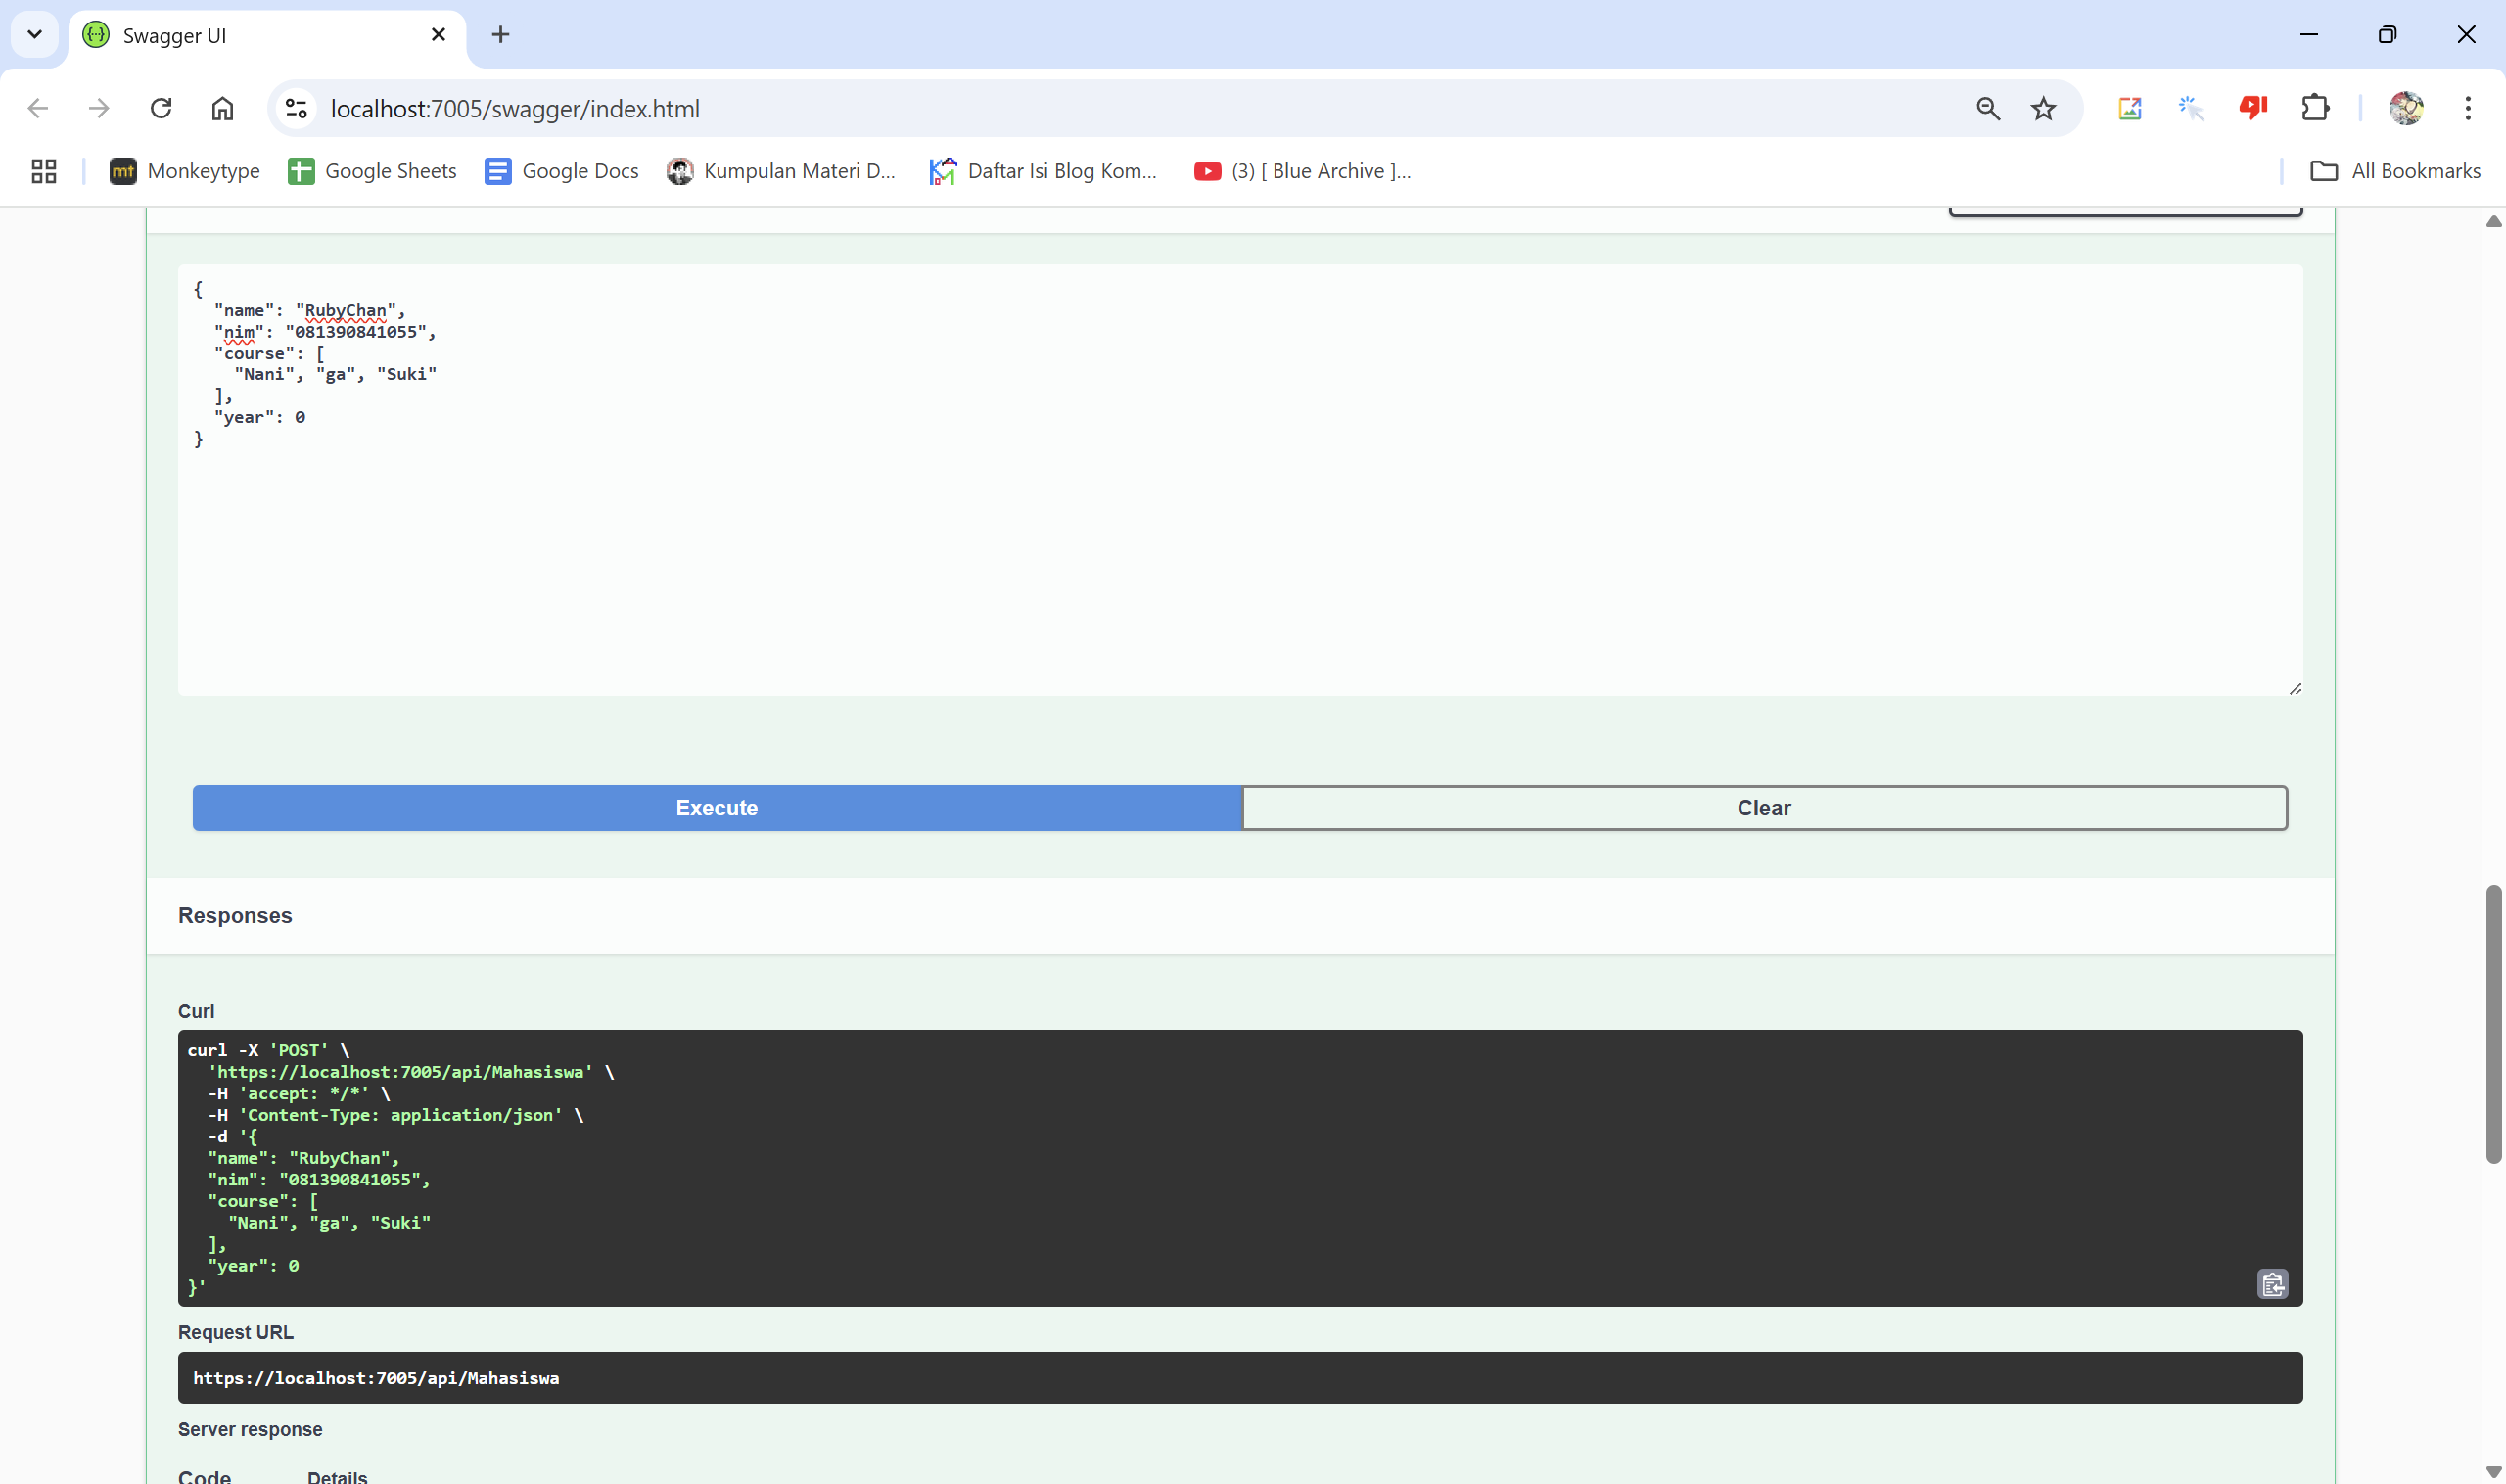 Swagger UI
localhost:7005/swagger/index.html
mt Monkeytype Google Sheets Google Docs Kumpulan Materi D... Daftar Isi Blog Kom... (3) [ Blue Archive ]... All Bookmarks
{
"name": "RubyChan",
"nim": "081390841055",
"course": [
"Nani", "ga", "Suki"
],
"year": 0
}
Execute Clear
Responses
Curl
curl -X 'POST' \
'https://localhost:7005/api/Mahasiswa' \
-H 'accept: */*' \
-H 'Content-Type: application/json' \
-d '{
"name": "RubyChan",
"nim": "081390841055",
"course": [
"Nani", "ga", "Suki"
],
"year": 0
}'
Request URL
https://localhost:7005/api/Mahasiswa
Server response
Code Details